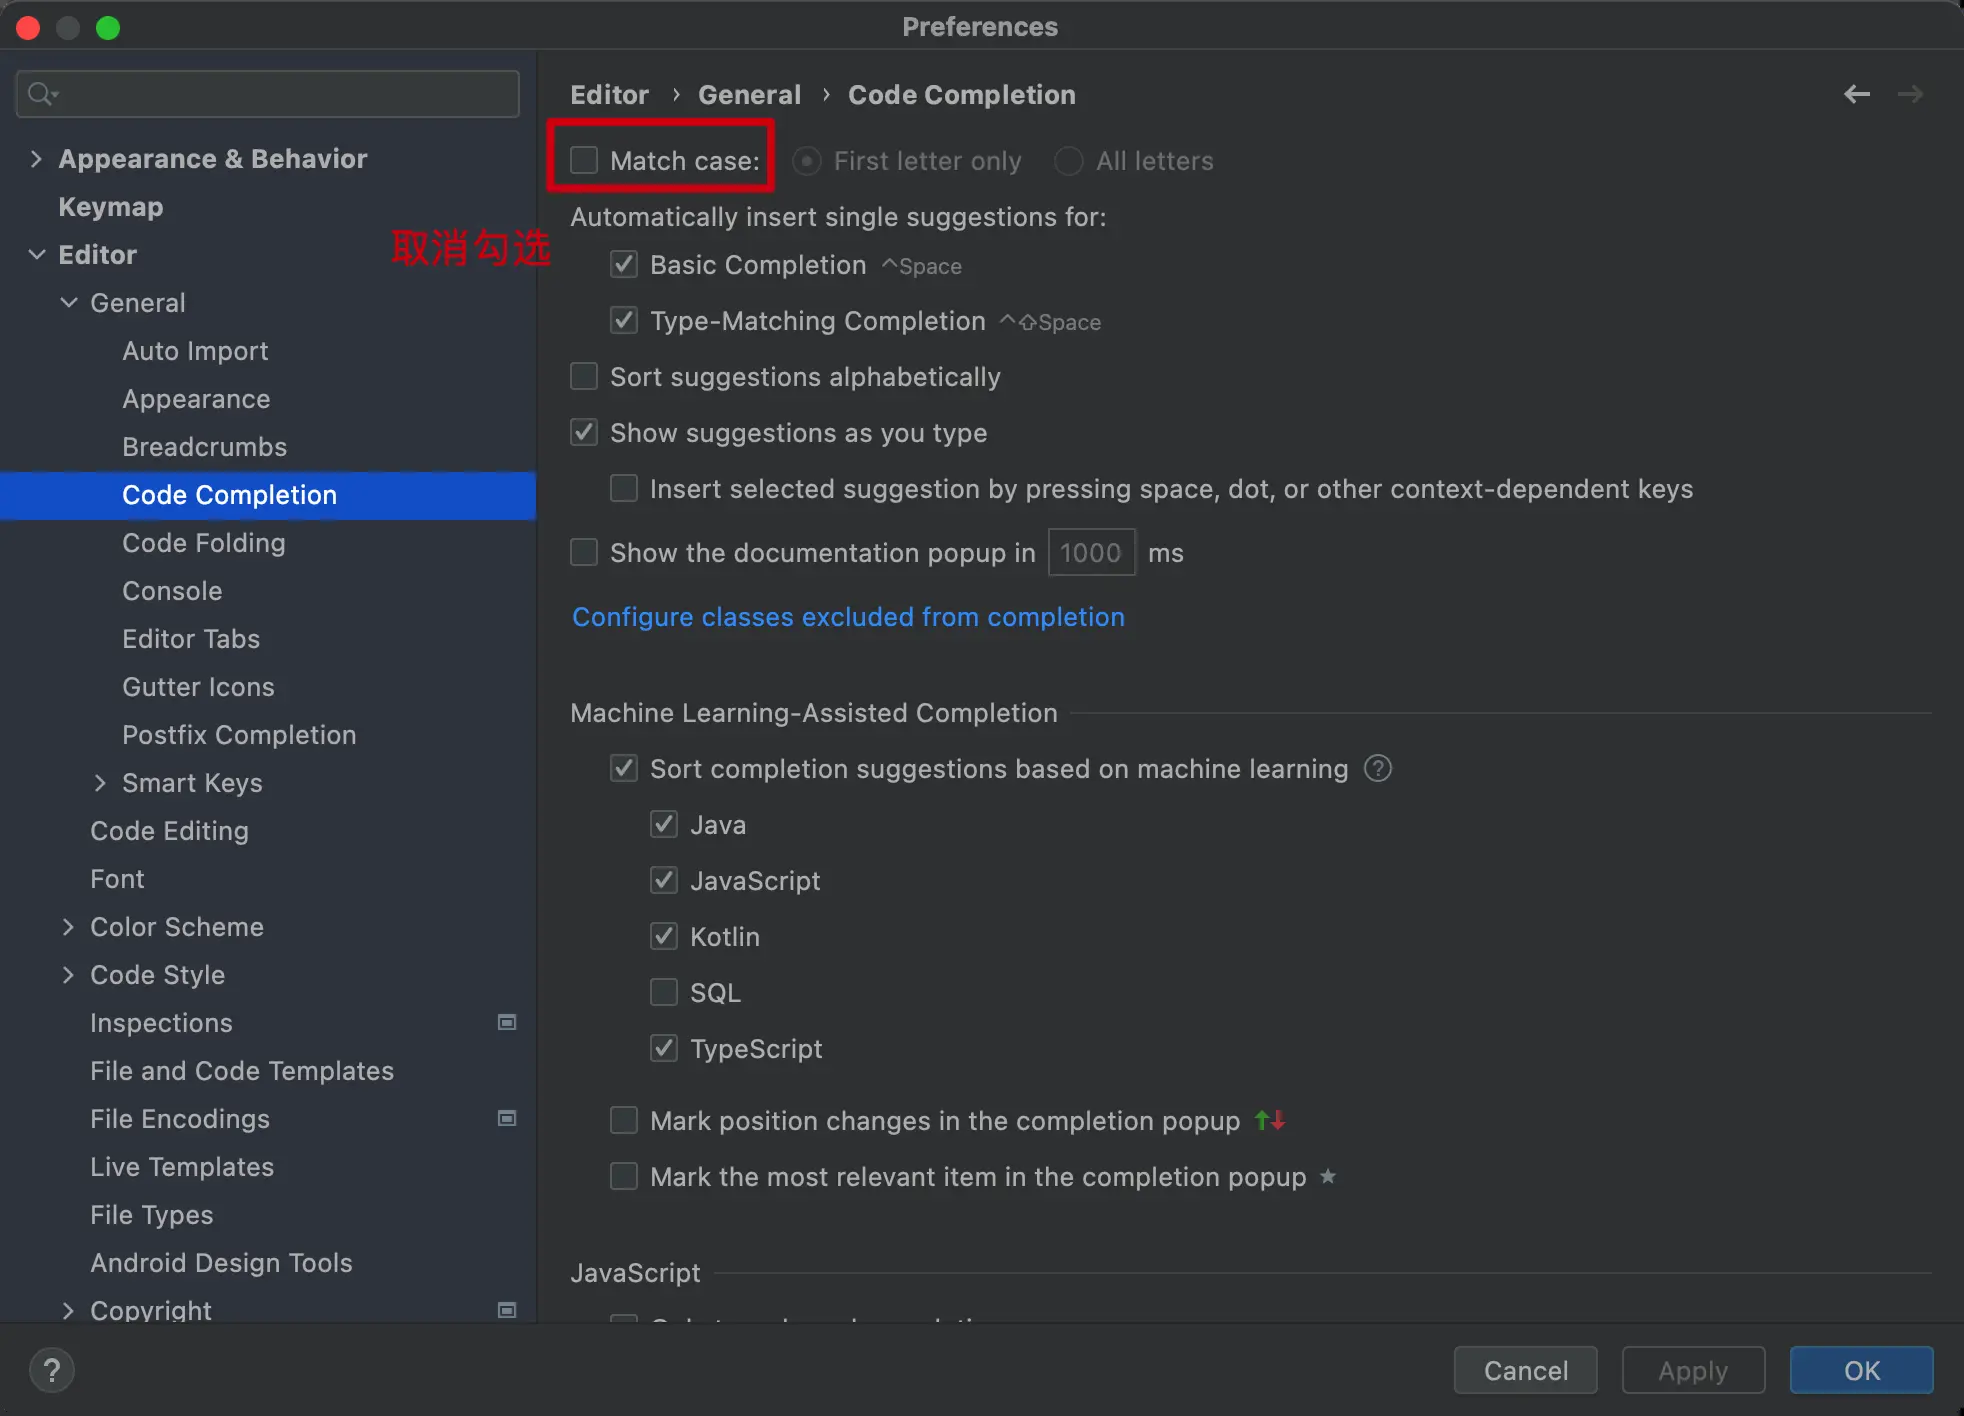 Preferences
Appearance & Behavior
Keymap
Editor
General
Auto Import
Appearance
Breadcrumbs
Code Completion
Code Folding
Console
Editor Tabs
Gutter Icons
Postfix Completion
Smart Keys
Code Editing
Font
Color Scheme
Code Style
Inspections
File and Code Templates
File Encodings
Live Templates
File Types
Android Design Tools
Copyright
取消勾选
Editor › General › Code Completion
Match case: First letter only All letters
Automatically insert single suggestions for:
Basic Completion ^Space
Type-Matching Completion ^⇧Space
Sort suggestions alphabetically
Show suggestions as you type
Insert selected suggestion by pressing space, dot, or other context-dependent keys
Show the documentation popup in 1000 ms
Configure classes excluded from completion
Machine Learning-Assisted Completion
Sort completion suggestions based on machine learning ?
Java
JavaScript
Kotlin
SQL
TypeScript
Mark position changes in the completion popup
Mark the most relevant item in the completion popup
JavaScript
? Cancel Apply OK